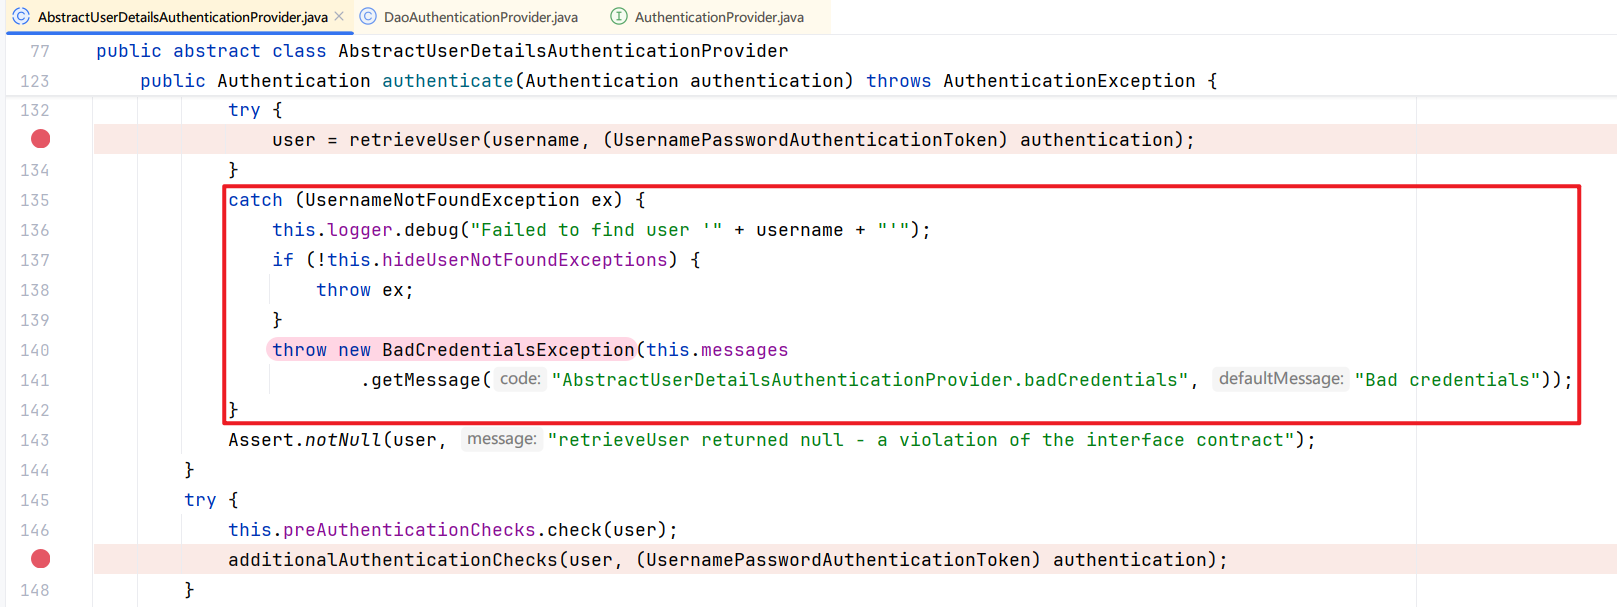 AbstractUserDetailsAuthenticationProvider.java DaoAuthenticationProvider.java AuthenticationProvider.java
77 public abstract class AbstractUserDetailsAuthenticationProvider
123 public Authentication authenticate(Authentication authentication) throws AuthenticationException {
132 try {
user = retrieveUser(username, (UsernamePasswordAuthenticationToken) authentication);
134 }
135 catch (UsernameNotFoundException ex) {
136 this.logger.debug("Failed to find user '" + username + "'");
137 if (!this.hideUserNotFoundExceptions) {
138 throw ex;
139 }
140 throw new BadCredentialsException(this.messages
141 .getMessage( code: "AbstractUserDetailsAuthenticationProvider.badCredentials", defaultMessage: "Bad credentials"));
142 }
143 Assert.notNull(user, message: "retrieveUser returned null - a violation of the interface contract");
144 }
145 try {
146 this.preAuthenticationChecks.check(user);
additionalAuthenticationChecks(user, (UsernamePasswordAuthenticationToken) authentication);
148 }